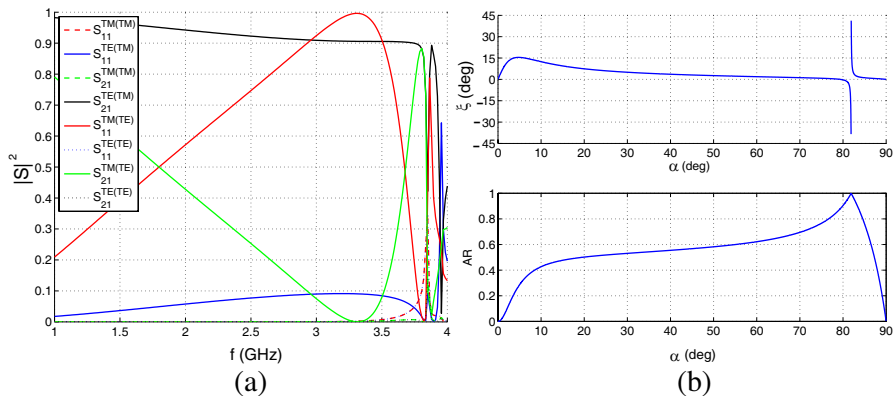 1
0.9
0.8
0.7
0.6
0.5
0.4
0.3
0.2
0.1
0
|S|²
S₁₁^TM(TM)
S₁₁^TE(TM)
S₂₁^TM(TM)
S₂₁^TE(TM)
S₁₁^TM(TE)
S₁₁^TE(TE)
S₂₁^TM(TE)
S₂₁^TE(TE)
1 1.5 2 2.5 3 3.5 4
f (GHz)
(a)
45
30
15
0
−15
−30
−45
ξ (deg)
0 10 20 30 40 50 60 70 80 90
α (deg)
1
0.8
0.6
0.4
0.2
0
AR
0 10 20 30 40 50 60 70 80 90
α (deg)
(b)